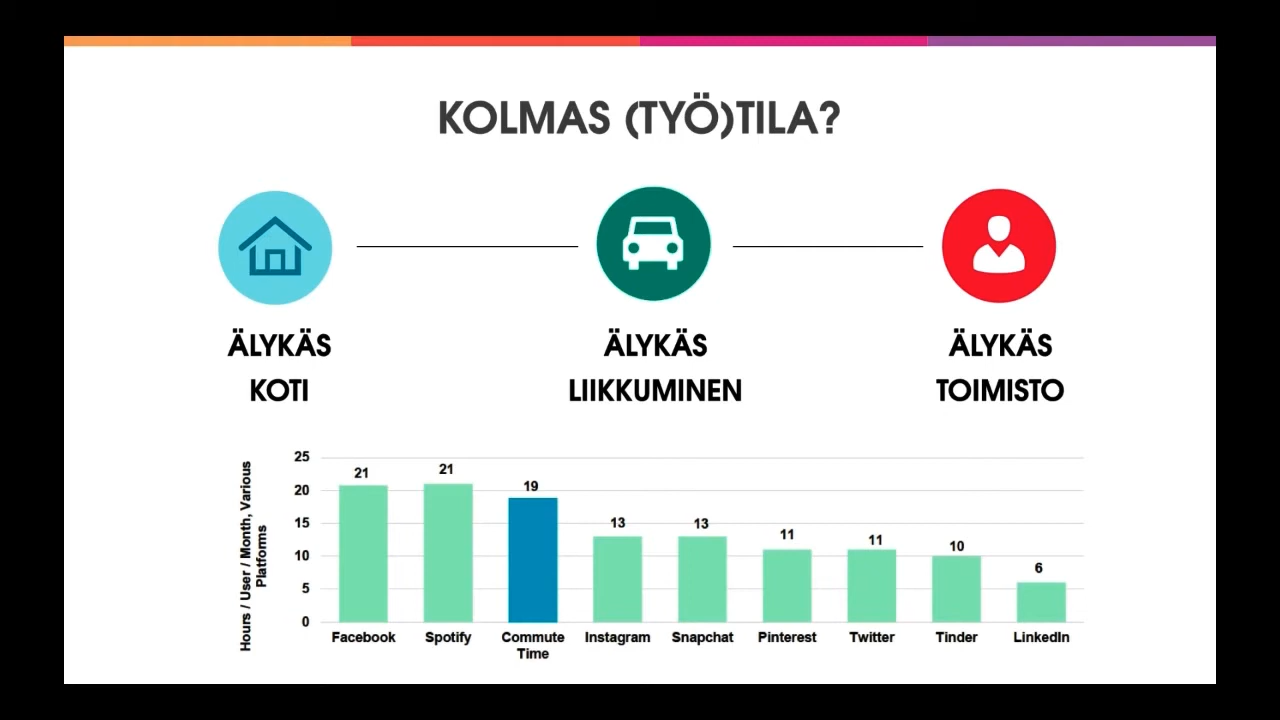 KOLMAS (TYÖ)TILA?
ÄLYKÄS
KOTI
ÄLYKÄS
LIIKKUMINEN
ÄLYKÄS
TOIMISTO
Hours / User / Month, Various
Platforms
25
20
15
10
5
0
21
21
19
13
13
11
11
10
6
Facebook
Spotify
Commute
Time
Instagram
Snapchat
Pinterest
Twitter
Tinder
LinkedIn